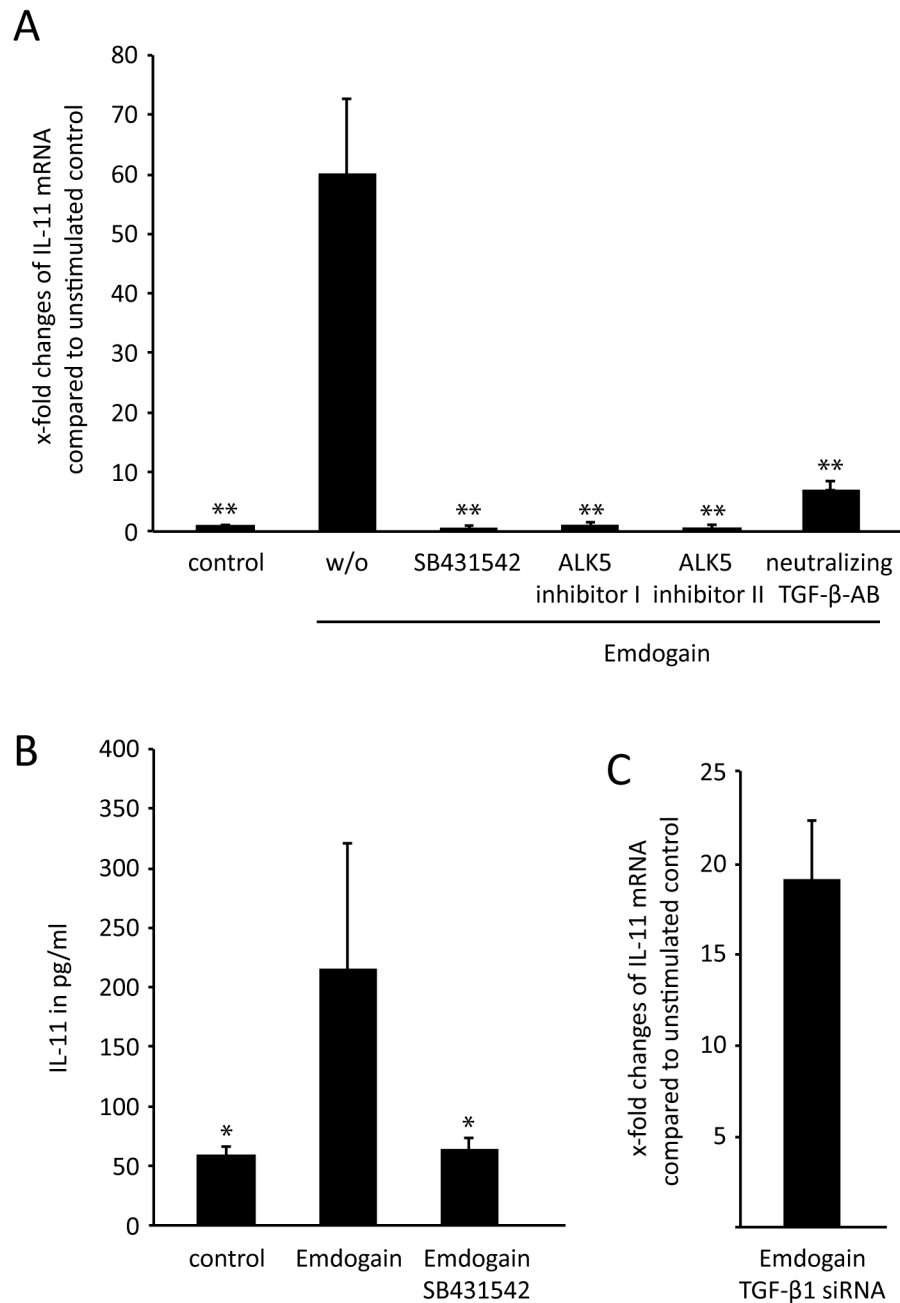 A
x-fold changes of IL-11 mRNA
compared to unstimulated control
80
70
60
50
40
30
20
10
0
**
**
**
**
**
control
w/o
SB431542
ALK5
inhibitor I
ALK5
inhibitor II
neutralizing
TGF-β-AB
Emdogain
B
IL-11 in pg/ml
400
350
300
250
200
150
100
50
0
*
*
control
Emdogain
Emdogain
SB431542
C
x-fold changes of IL-11 mRNA
compared to unstimulated control
25
20
15
10
5
Emdogain
TGF-β1 siRNA